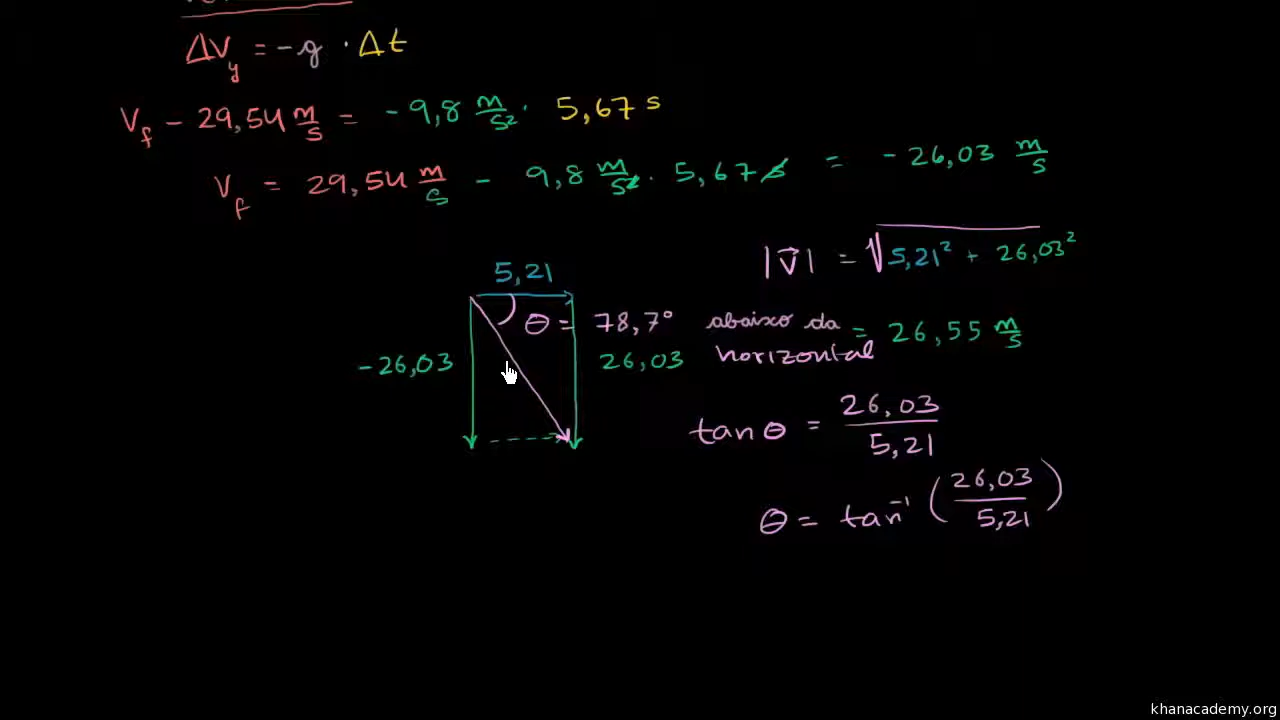 Δv_y = -g · Δt
V_f - 29,54 m/s = -9,8 m/s² · 5,67 s
V_f = 29,54 m/s - 9,8 m/s² · 5,67 s = -26,03 m/s
|v⃗| = √(5,21² + 26,03²)
5,21
θ = 78,7° abaixo da horizontal
= 26,55 m/s
-26,03
26,03
tan θ = 26,03/5,21
θ = tan⁻¹ (26,03/5,21)
khanacademy.org